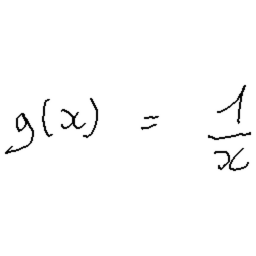 g(x) = 1/x